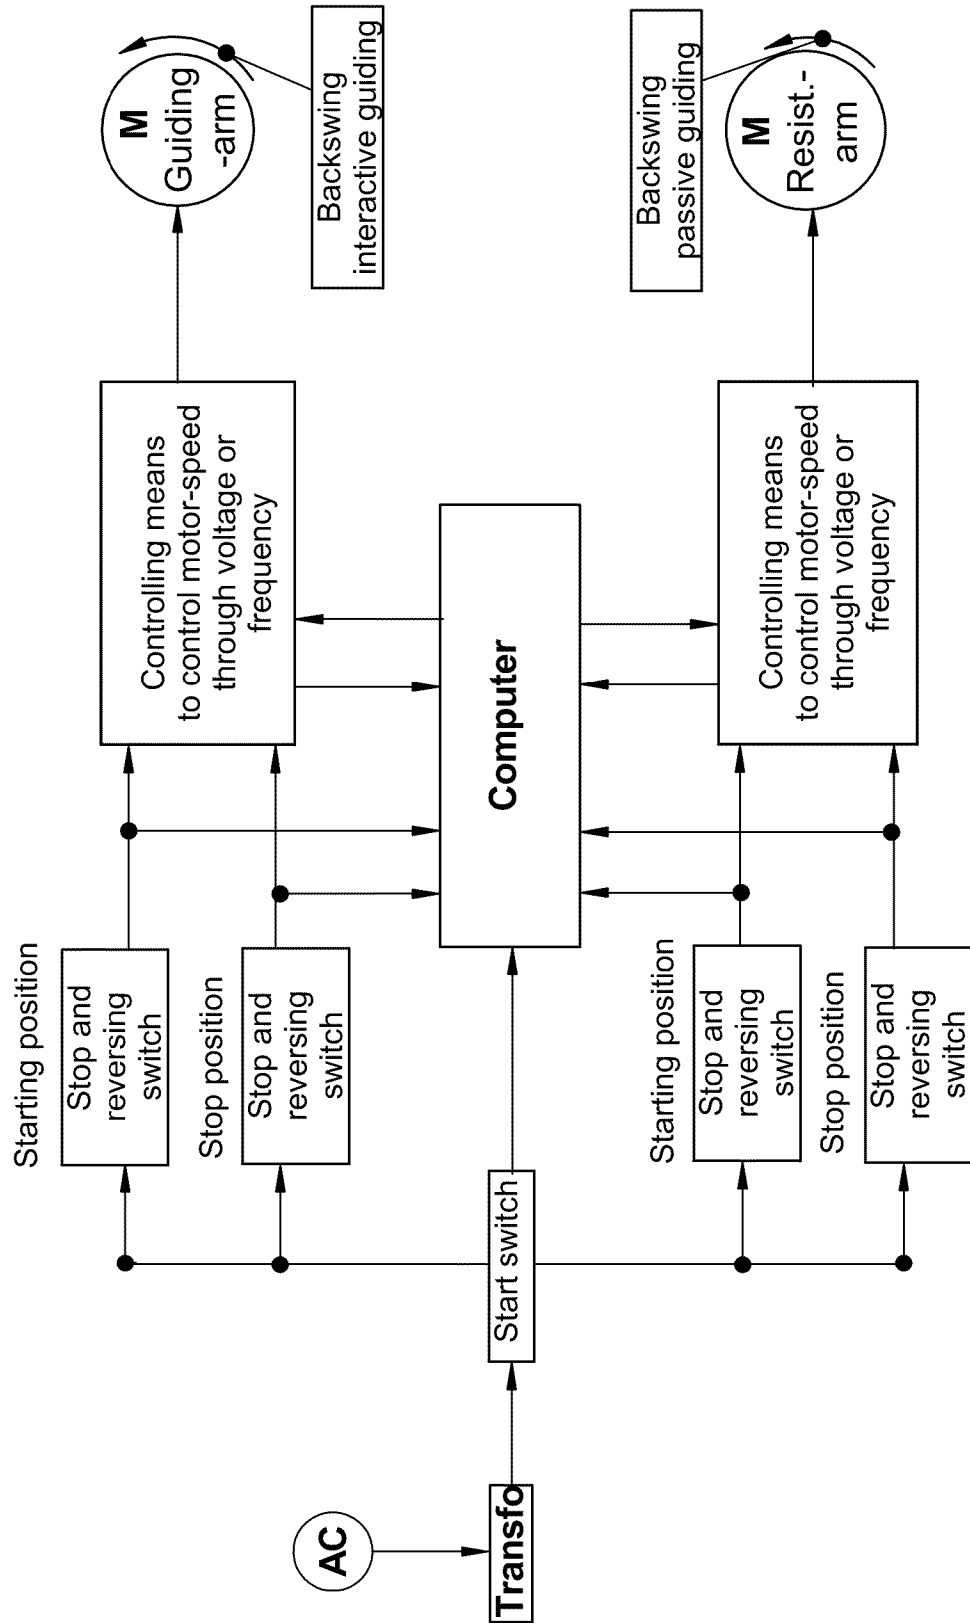 AC
Transfo
Start switch
Starting position
Stop and
reversing
switch
Stop position
Stop and
reversing
switch
Starting position
Stop and
reversing
switch
Stop position
Stop and
reversing
switch
Computer
Controlling means
to control motor-speed
through voltage or
frequency
Controlling means
to control motor-speed
through voltage or
frequency
M
Guiding
-arm
Backswing
interactive guiding
Backswing
passive guiding
M
Resist.-
arm